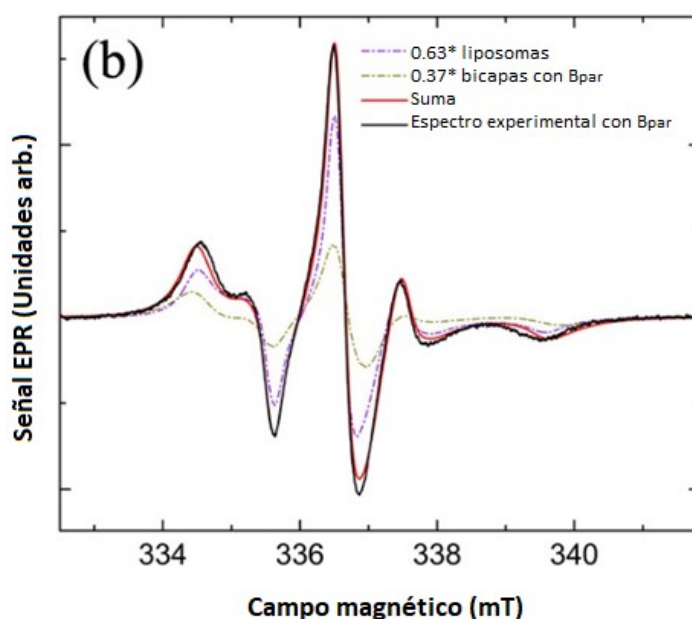 (b)
0.63* liposomas
0.37* bicapas con Bpar
Suma
Espectro experimental con Bpar
Señal EPR (Unidades arb.)
334 336 338 340
Campo magnético (mT)